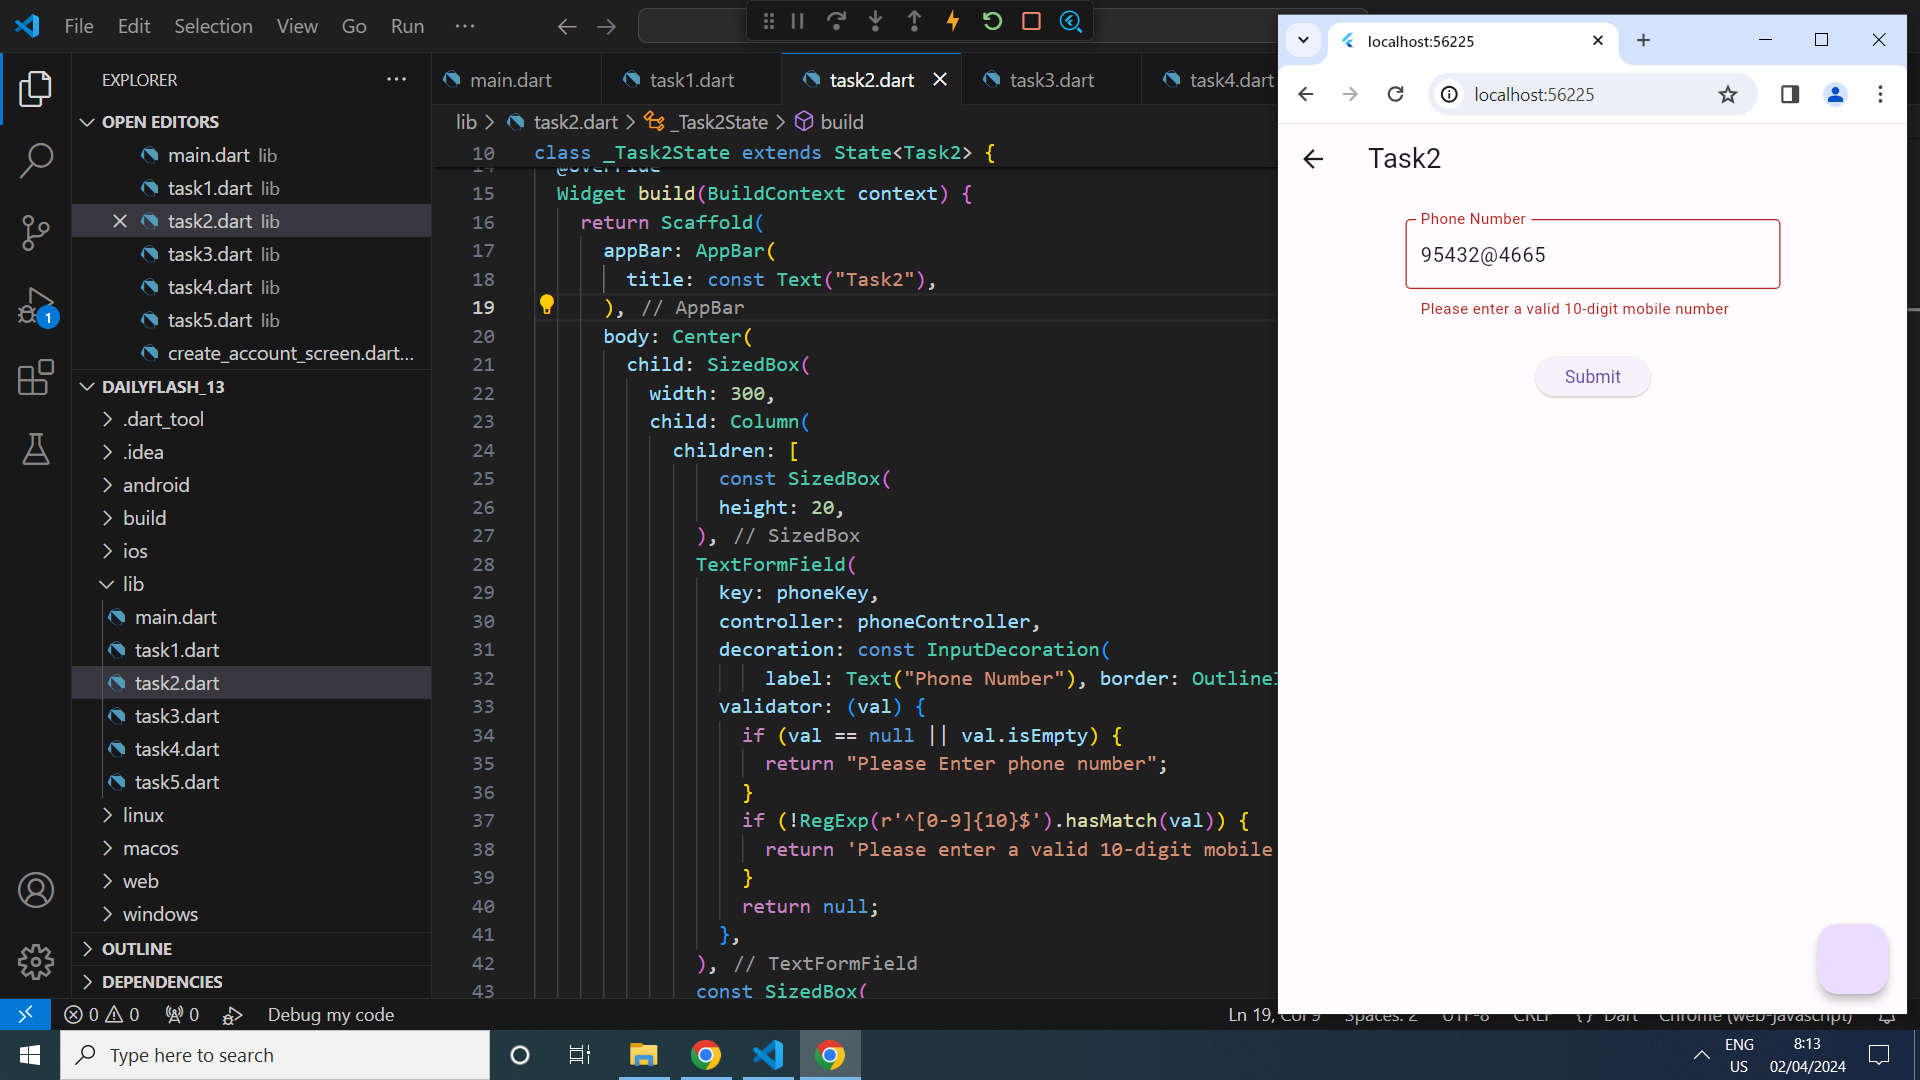 File Edit Selection View Go Run ···
EXPLORER ···
OPEN EDITORS
main.dart lib
task1.dart lib
task2.dart lib
task3.dart lib
task4.dart lib
task5.dart lib
create_account_screen.dart...
DAILYFLASH_13
.dart_tool
.idea
android
build
ios
lib
main.dart
task1.dart
task2.dart
task3.dart
task4.dart
task5.dart
linux
macos
web
windows
OUTLINE
DEPENDENCIES
1
main.dart task1.dart task2.dart task3.dart task4.dart
lib > task2.dart > _Task2State > build
10 class _Task2State extends State<Task2> {
14 @override
15 Widget build(BuildContext context) {
16 return Scaffold(
17 appBar: AppBar(
18 title: const Text("Task2"),
19 ), // AppBar
20 body: Center(
21 child: SizedBox(
22 width: 300,
23 child: Column(
24 children: [
25 const SizedBox(
26 height: 20,
27 ), // SizedBox
28 TextFormField(
29 key: phoneKey,
30 controller: phoneController,
31 decoration: const InputDecoration(
32 label: Text("Phone Number"), border: OutlineI
33 validator: (val) {
34 if (val == null || val.isEmpty) {
35 return "Please Enter phone number";
36 }
37 if (!RegExp(r'^[0-9]{10}$').hasMatch(val)) {
38 return 'Please enter a valid 10-digit mobile
39 }
40 return null;
41 },
42 ), // TextFormField
43 const SizedBox(
localhost:56225
localhost:56225
Task2
Phone Number
95432@4665
Please enter a valid 10-digit mobile number
Submit
0 0 0 Debug my code Ln 19, Col 9 Spaces: 2 UTF-8 CRLF {} Dart Chrome (web-javascript)
Type here to search
ENG
US
8:13
02/04/2024